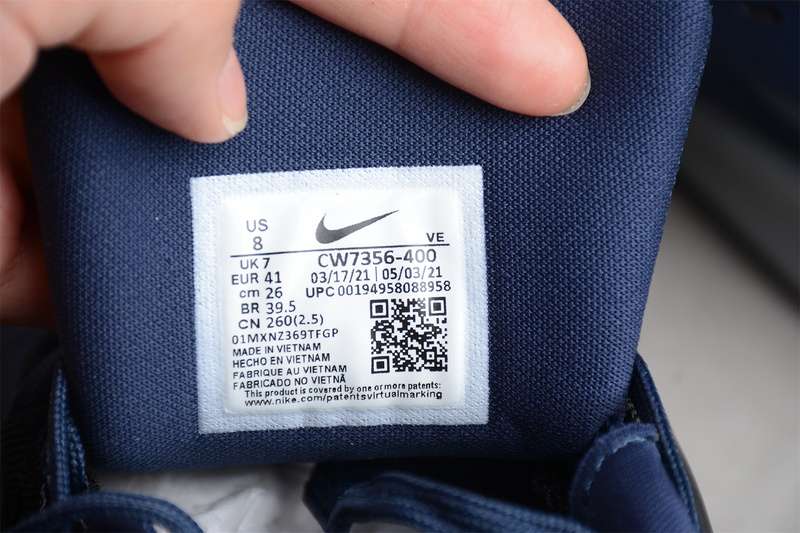 US
8
VE
UK 7
EUR 41
cm 26
BR 39.5
CN 260(2.5)
CW7356-400
03/17/21 | 05/03/21
UPC 00194958088958
01MXNZ369TFGP
MADE IN VIETNAM
HECHO EN VIETNAM
FABRIQUE AU VIETNAM
FABRICADO NO VIETNÃ
This product is covered by one or more patents:
www.nike.com/patentsvirtualmarking